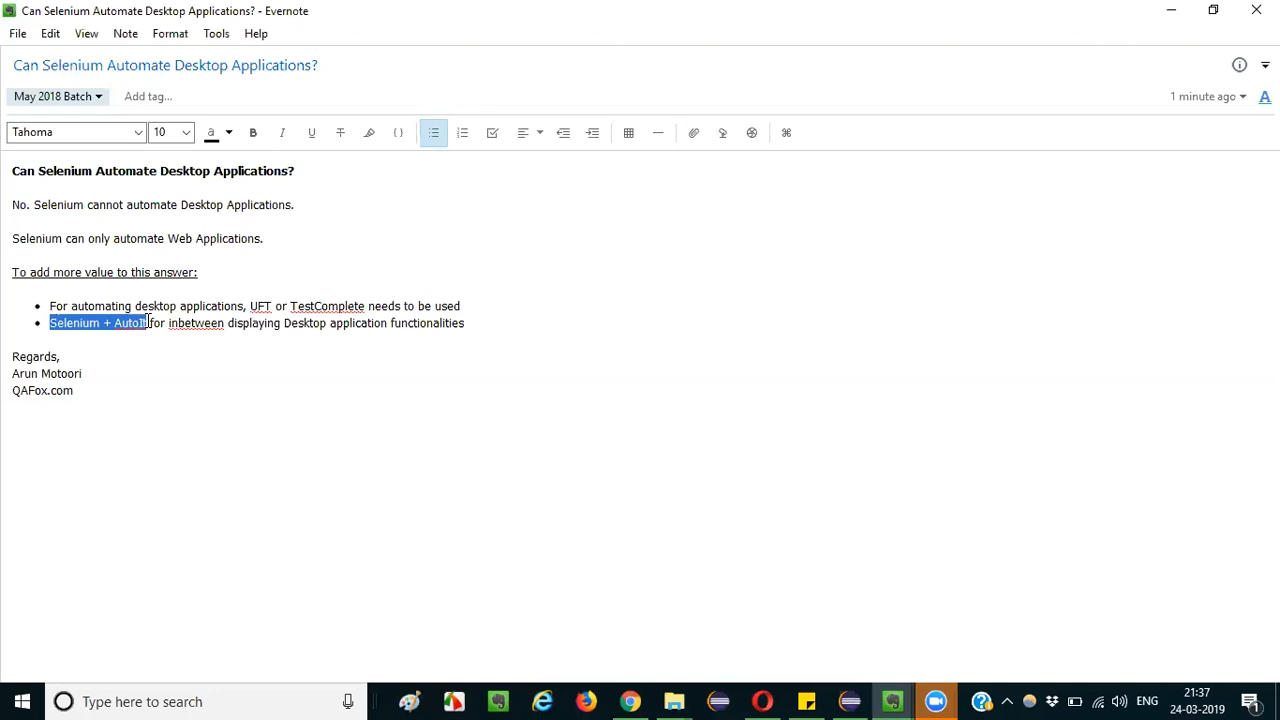 Can Selenium Automate Desktop Applications? - Evernote
File Edit View Note Format Tools Help
Can Selenium Automate Desktop Applications?
May 2018 Batch Add tag... 1 minute ago A
Tahoma 10 a B I U T { }
Can Selenium Automate Desktop Applications?
No. Selenium cannot automate Desktop Applications.
Selenium can only automate Web Applications.
To add more value to this answer:
• For automating desktop applications, UFT or TestComplete needs to be used
• Selenium + AutoIt for inbetween displaying Desktop application functionalities
Regards,
Arun Motoori
QAFox.com
Type here to search
ENG
21:37
24-03-2019
1